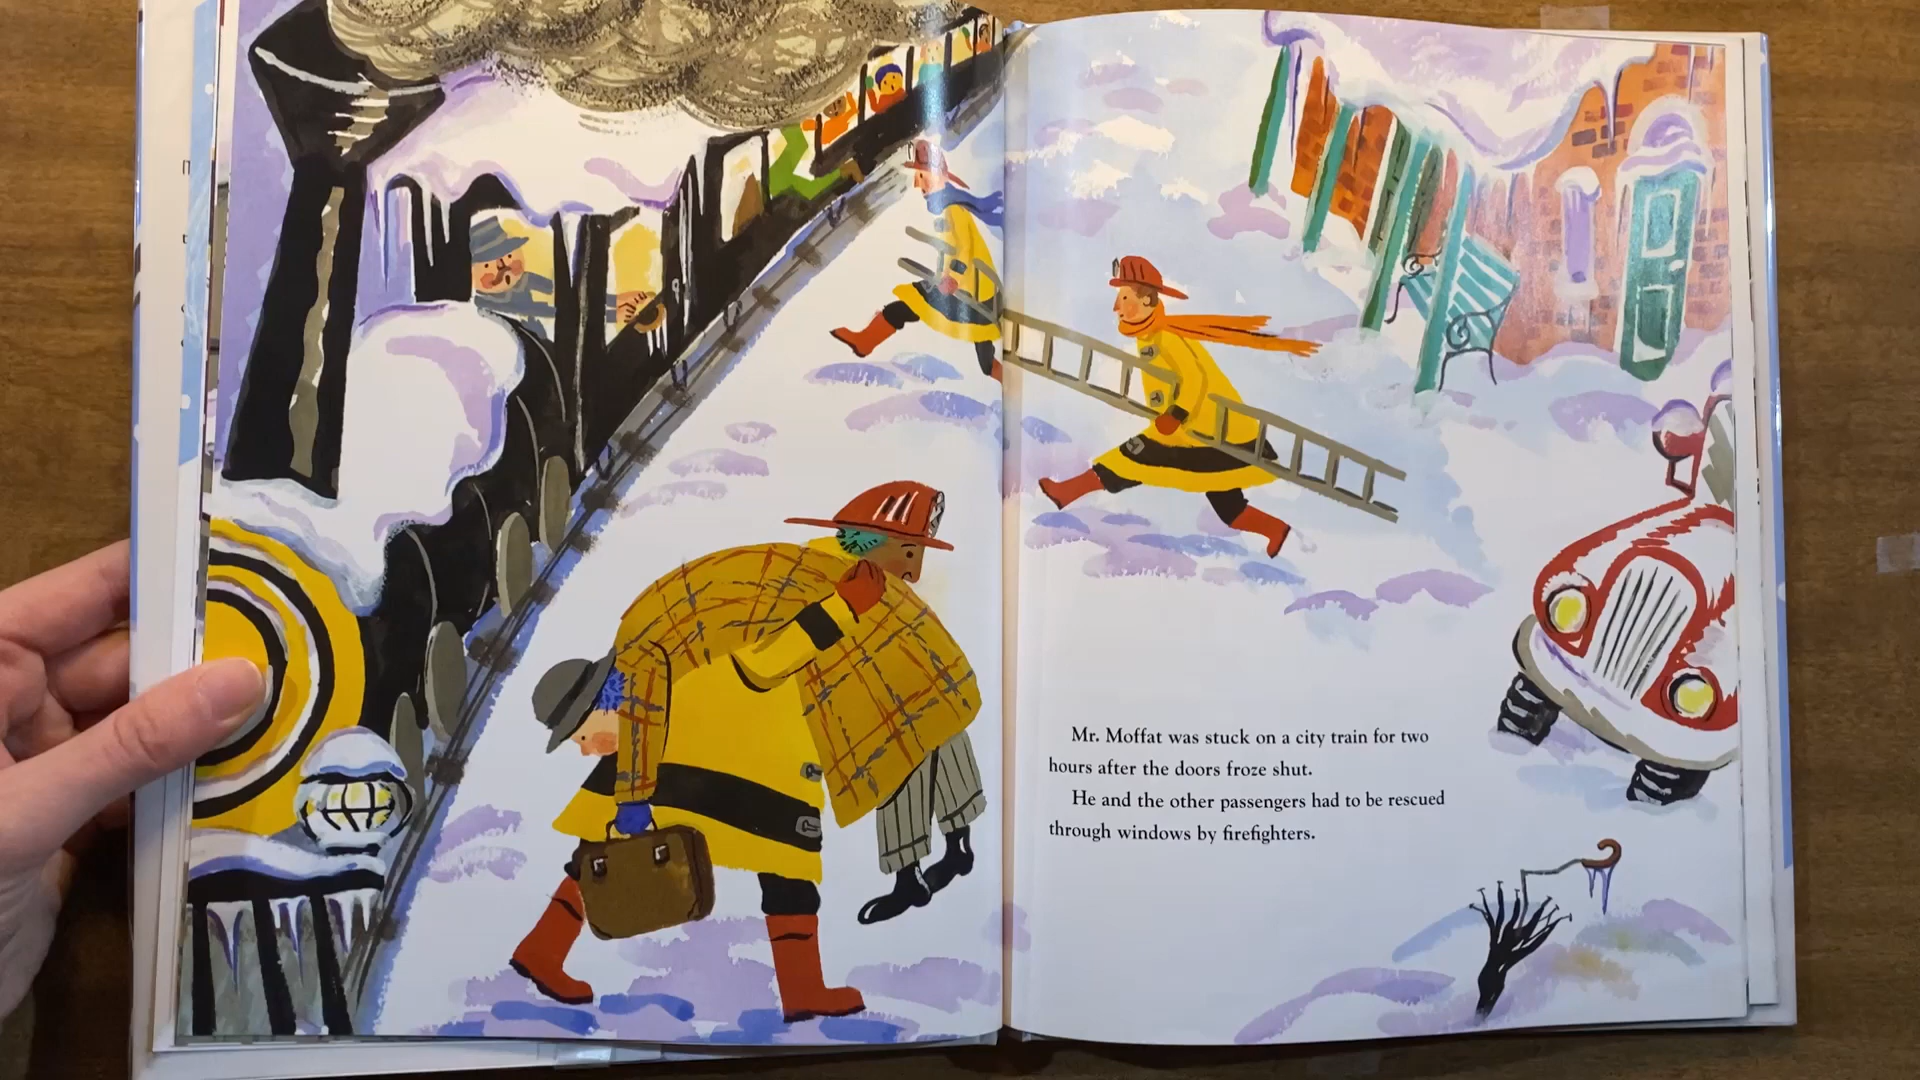 Mr. Moffat was stuck on a city train for two
hours after the doors froze shut.
He and the other passengers had to be rescued
through windows by firefighters.